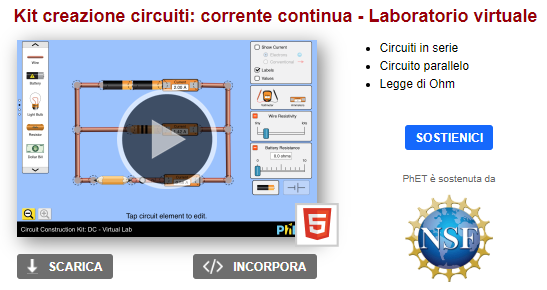 Kit creazione circuiti: corrente continua - Laboratorio virtuale
Wire
Battery
Light Bulb
Resistor
Dollar Bill
Current
2.00 A
Show Current
Electrons
Conventional
Labels
Values
Voltmeter
Ammeters
Wire Resistivity
tiny
lots
Battery Resistance
0
10
0.0 ohms
Tap circuit element to edit.
Circuit Construction Kit: DC - Virtual Lab
PhET
5
Circuiti in serie
Circuito parallelo
Legge di Ohm
SOSTIENICI
PhET è sostenuta da
NSF
SCARICA
</> INCORPORA